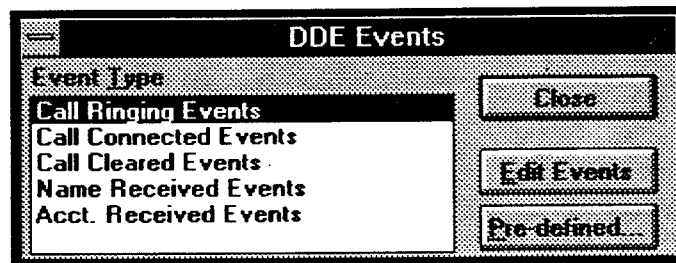 DDE Events
Event Type
Call Ringing Events
Call Connected Events
Call Cleared Events
Name Received Events
Acct. Received Events
Close
Edit Events
Pre-defined...